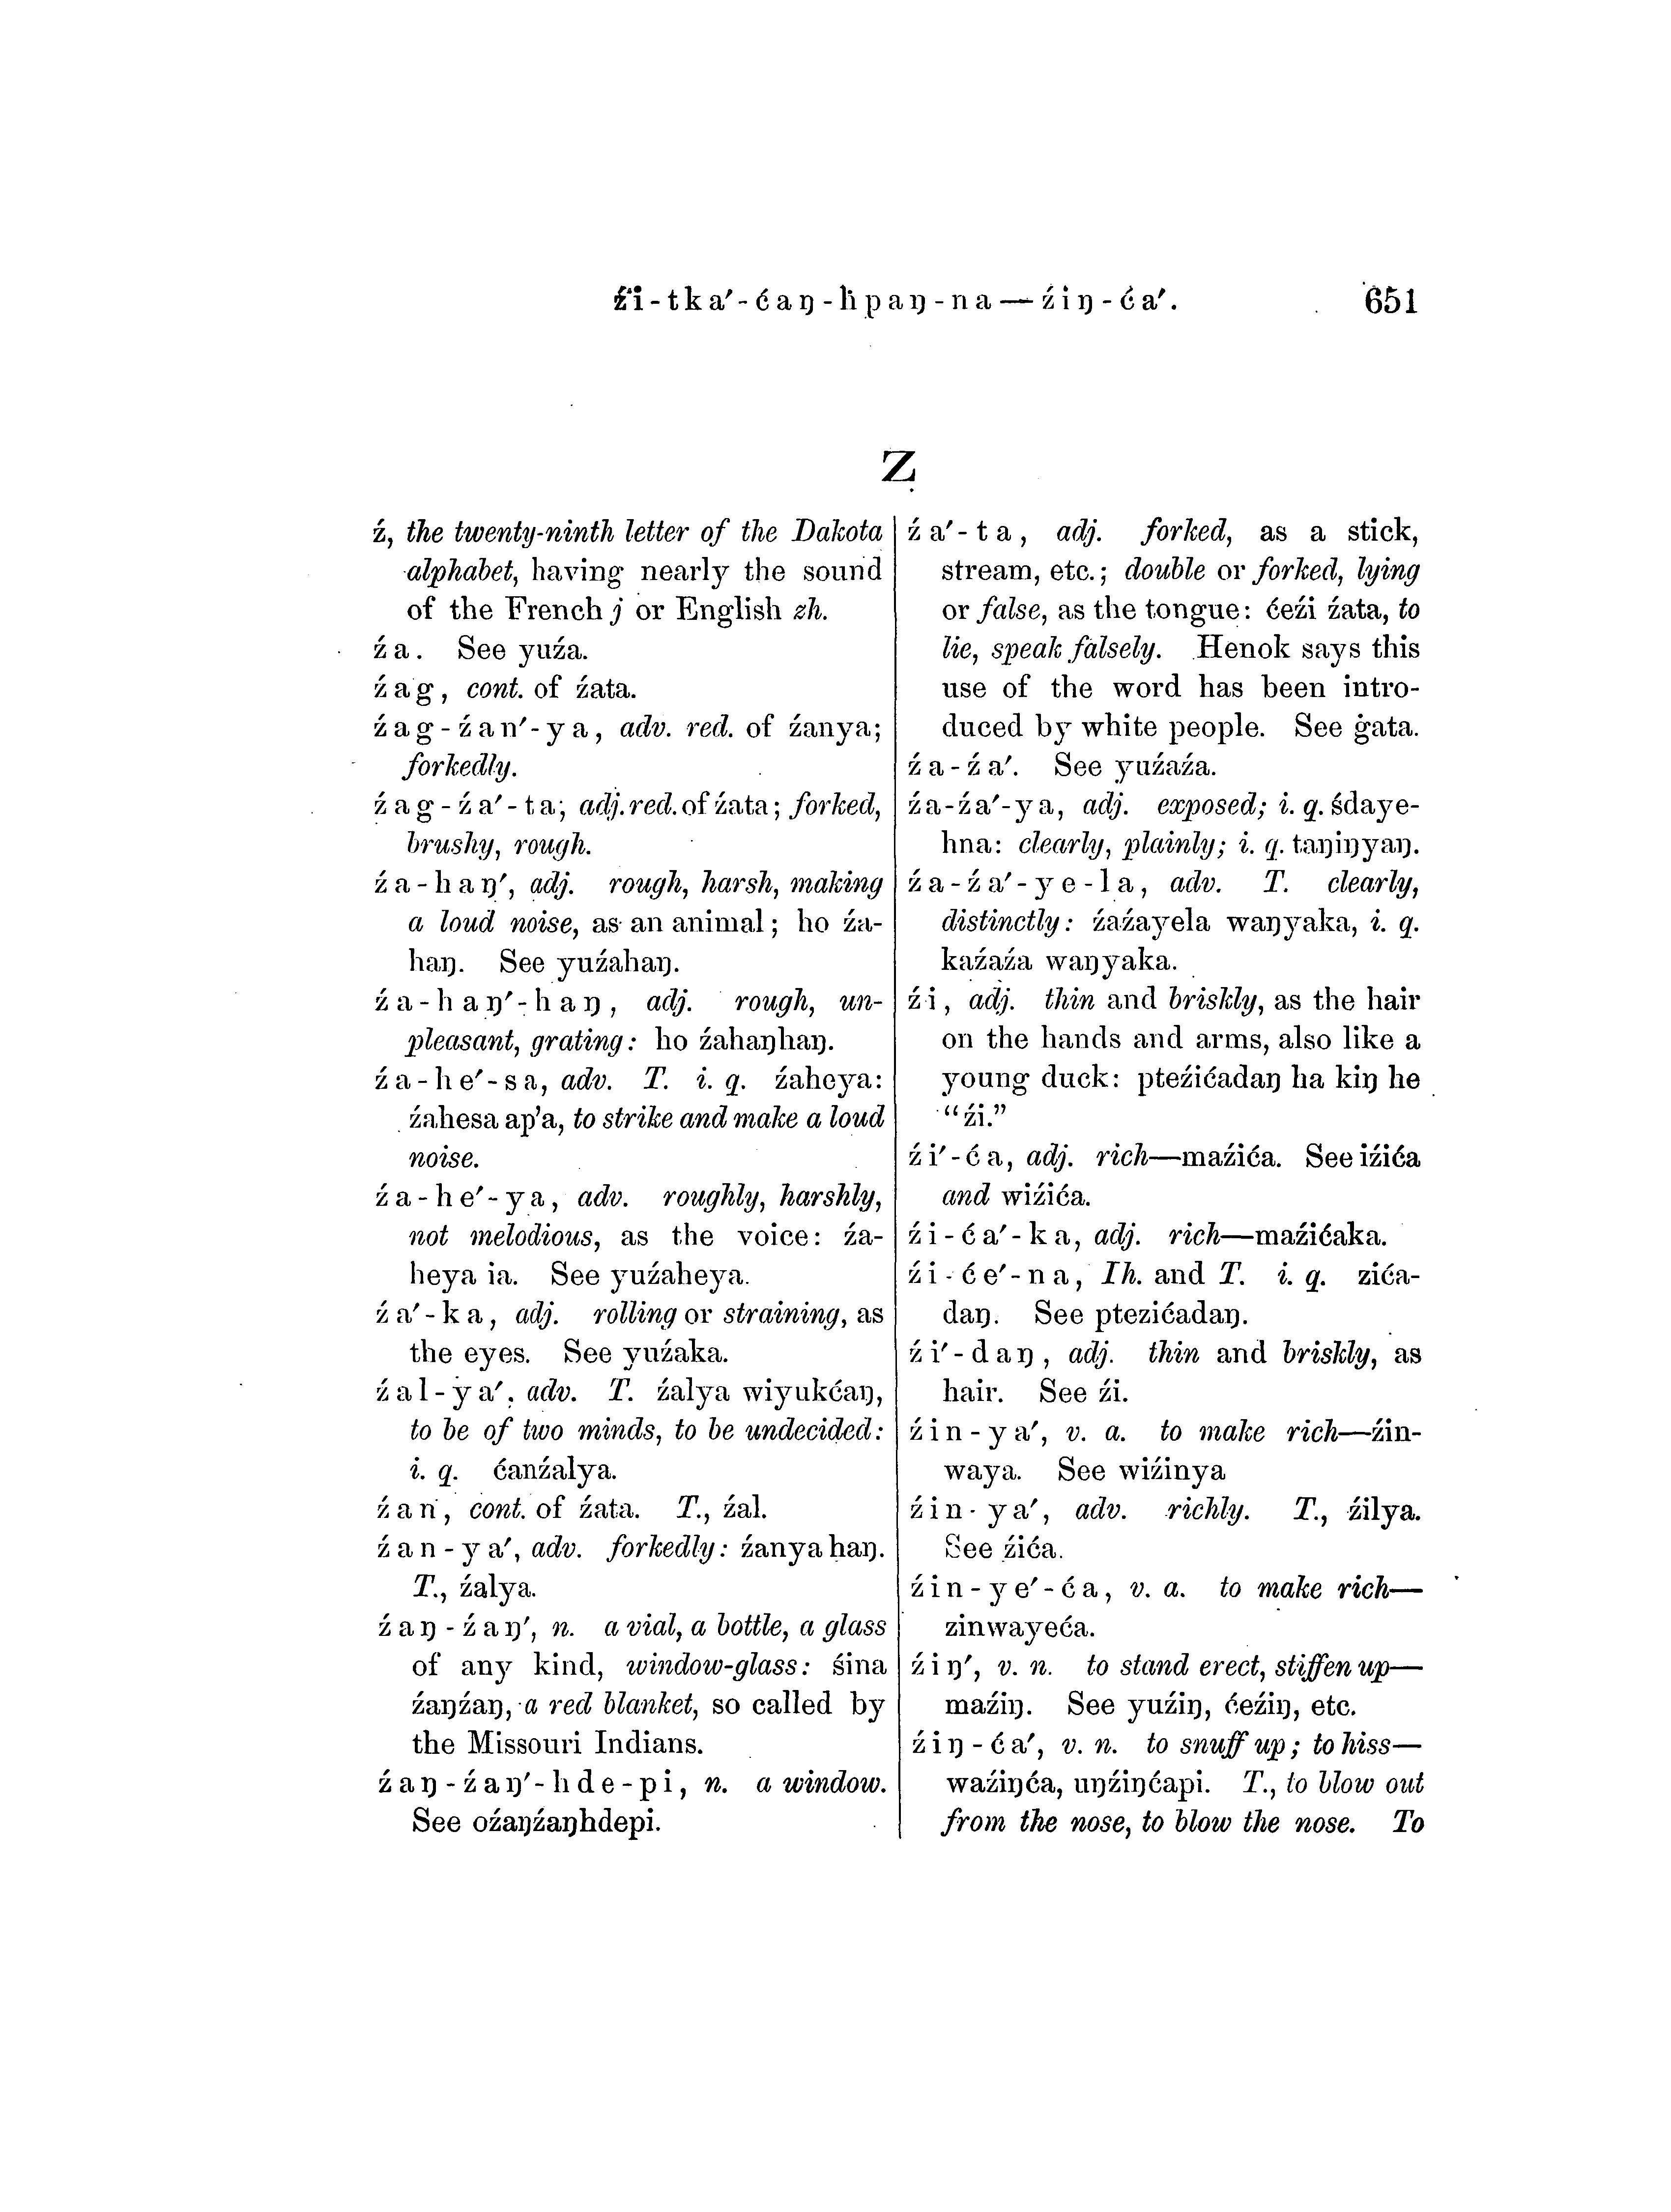 źi-tka′-ćaŋ-ḣpaŋ-na—źiŋ-ća′. 651
Ẓ
ź, the twenty-ninth letter of the Dakota
alphabet, having nearly the sound
of the French j or English zh.
źa. See yuźa.
źag, cont. of źata.
źag-źan′-ya, adv. red. of źanya;
forkedly.
źag-źa′-ta; adj. red. of źata; forked,
brushy, rough.
źa-haŋ′, adj. rough, harsh, making
a loud noise, as an animal; ho źa-
haŋ. See yuźahaŋ.
źa-haŋ′-haŋ, adj. rough, un-
pleasant, grating: ho źahaŋhaŋ.
źa-he′-sa, adv. T. i. q. źaheya:
źahesa ap’a, to strike and make a loud
noise.
źa-he′-ya, adv. roughly, harshly,
not melodious, as the voice: źa-
heya ia. See yuźaheya.
źa′-ka, adj. rolling or straining, as
the eyes. See yuźaka.
źal-ya′, adv. T. źalya wiyukćaŋ,
to be of two minds, to be undecided:
i. q. ćanźalya.
źan, cont. of źata. T., źal.
źan-ya′, adv. forkedly: źanya haŋ.
T., źalya.
źaŋ-źaŋ′, n. a vial, a bottle, a glass
of any kind, window-glass: śina
źaŋźaŋ, a red blanket, so called by
the Missouri Indians.
źaŋ-źaŋ′-hde-pi, n. a window.
See oźaŋźaŋhdepi.
źa′-ta, adj. forked, as a stick,
stream, etc.; double or forked, lying
or false, as the tongue: ćeźi źata, to
lie, speak falsely. Henok says this
use of the word has been intro-
duced by white people. See ġata.
źa-źa′. See yuźaźa.
źa-źa′-ya, adj. exposed; i. q. śdaye-
hna: clearly, plainly; i. q. taŋiŋyaŋ.
źa-źa′-ye-la, adv. T. clearly,
distinctly: źaźayela waŋyaka, i. q.
kaźaźa waŋyaka.
źi, adj. thin and briskly, as the hair
on the hands and arms, also like a
young duck: pteźićadaŋ ha kiŋ he
“źi.”
źi′-ća, adj. rich—maźića. See iźića
and wiźića.
źi-ća′-ka, adj. rich—maźićaka.
źi-će′-na, Ih. and T. i. q. zića-
daŋ. See ptezićadaŋ.
źi′-daŋ, adj. thin and briskly, as
hair. See źi.
źin-ya′, v. a. to make rich—źin-
waya. See wiźinya
źin-ya′, adv. richly. T., źilya.
See źića.
źin-ye′-ća, v. a. to make rich—
zinwayeća.
źiŋ′, v. n. to stand erect, stiffen up—
maźiŋ. See yuźiŋ, ćeźiŋ, etc.
źiŋ-ća′, v. n. to snuff up; to hiss—
waźiŋća, uŋźiŋćapi. T., to blow out
from the nose, to blow the nose. To